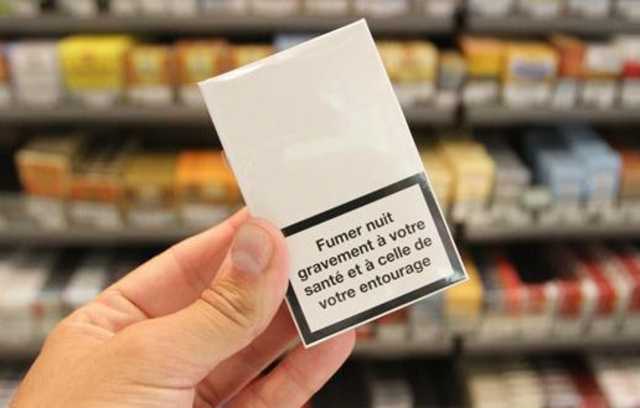 Fumer nuit
gravement à votre
santé et à celle de
votre entourage